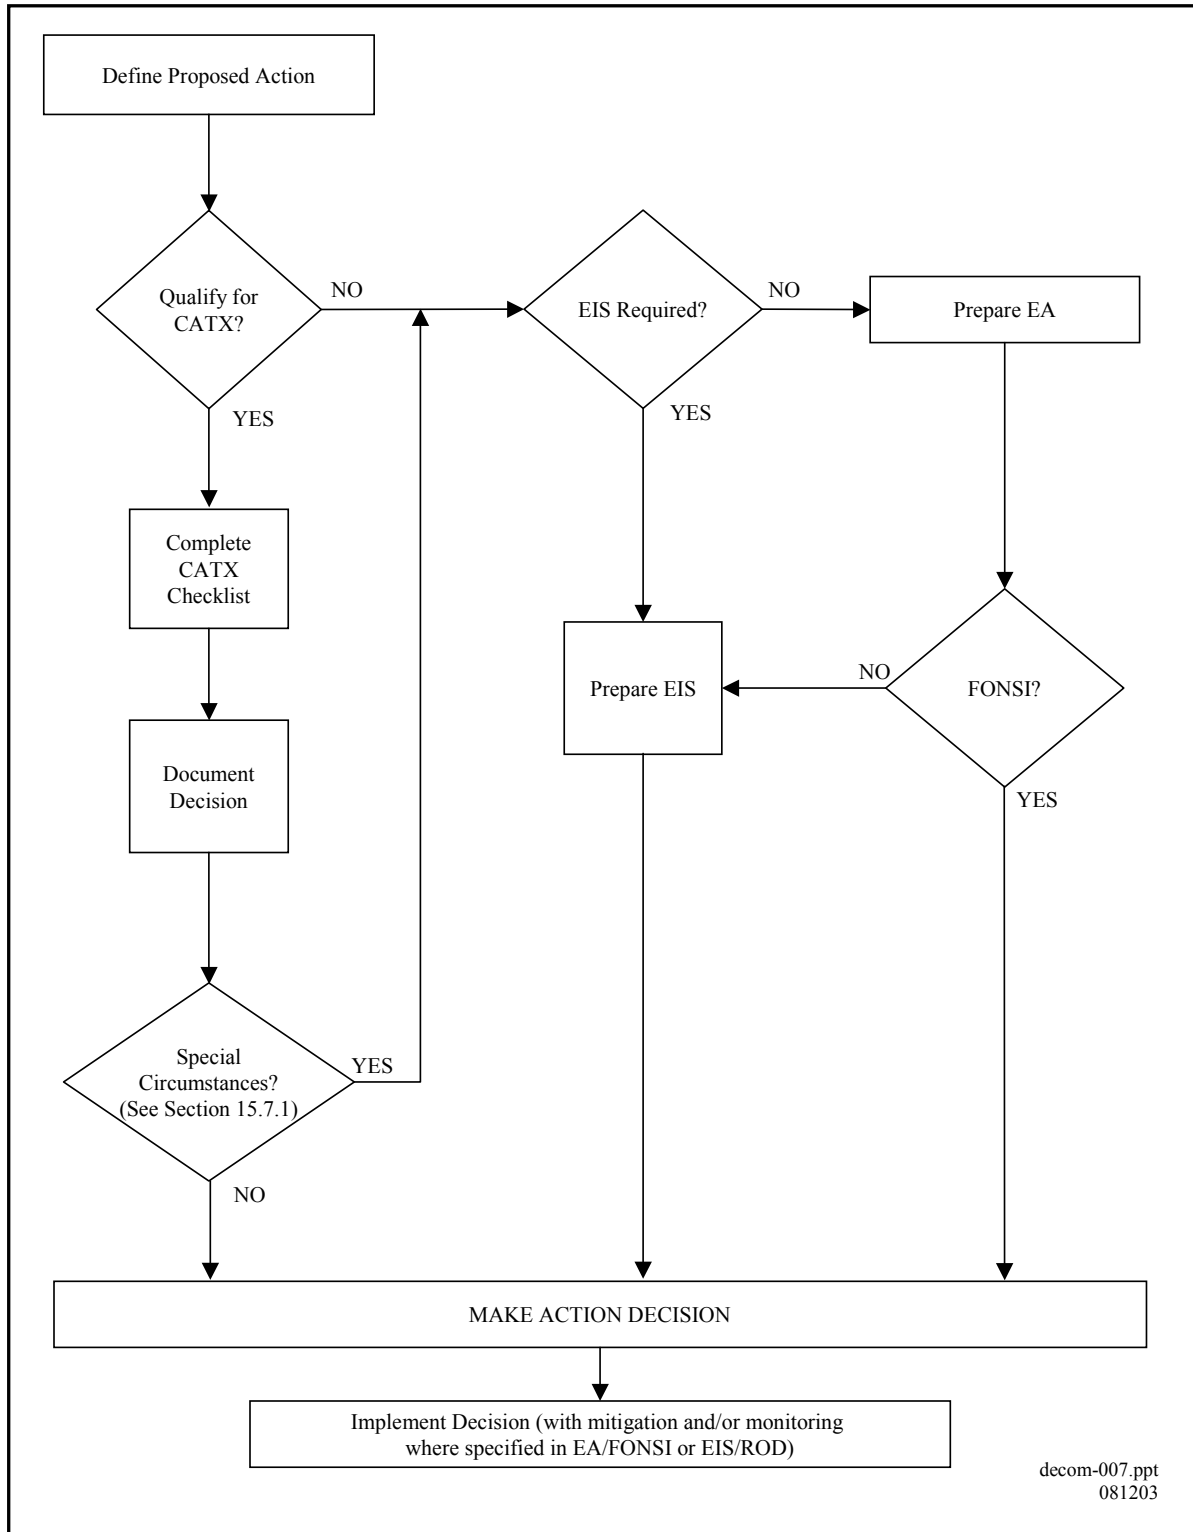 Define Proposed Action
Qualify for
CATX?
NO
YES
EIS Required?
NO
YES
Prepare EA
Complete
CATX
Checklist
Document
Decision
Prepare EIS
NO
FONSI?
YES
Special
Circumstances?
(See Section 15.7.1)
YES
NO
MAKE ACTION DECISION
Implement Decision (with mitigation and/or monitoring
where specified in EA/FONSI or EIS/ROD)
decom-007.ppt
081203